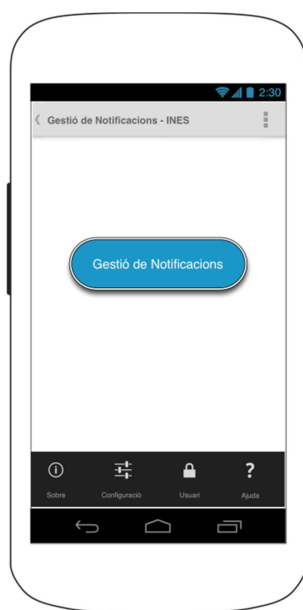 2:30
Gestió de Notificacions - INES
Gestió de Notificacions
Sobre Configuració Usuari Ajuda